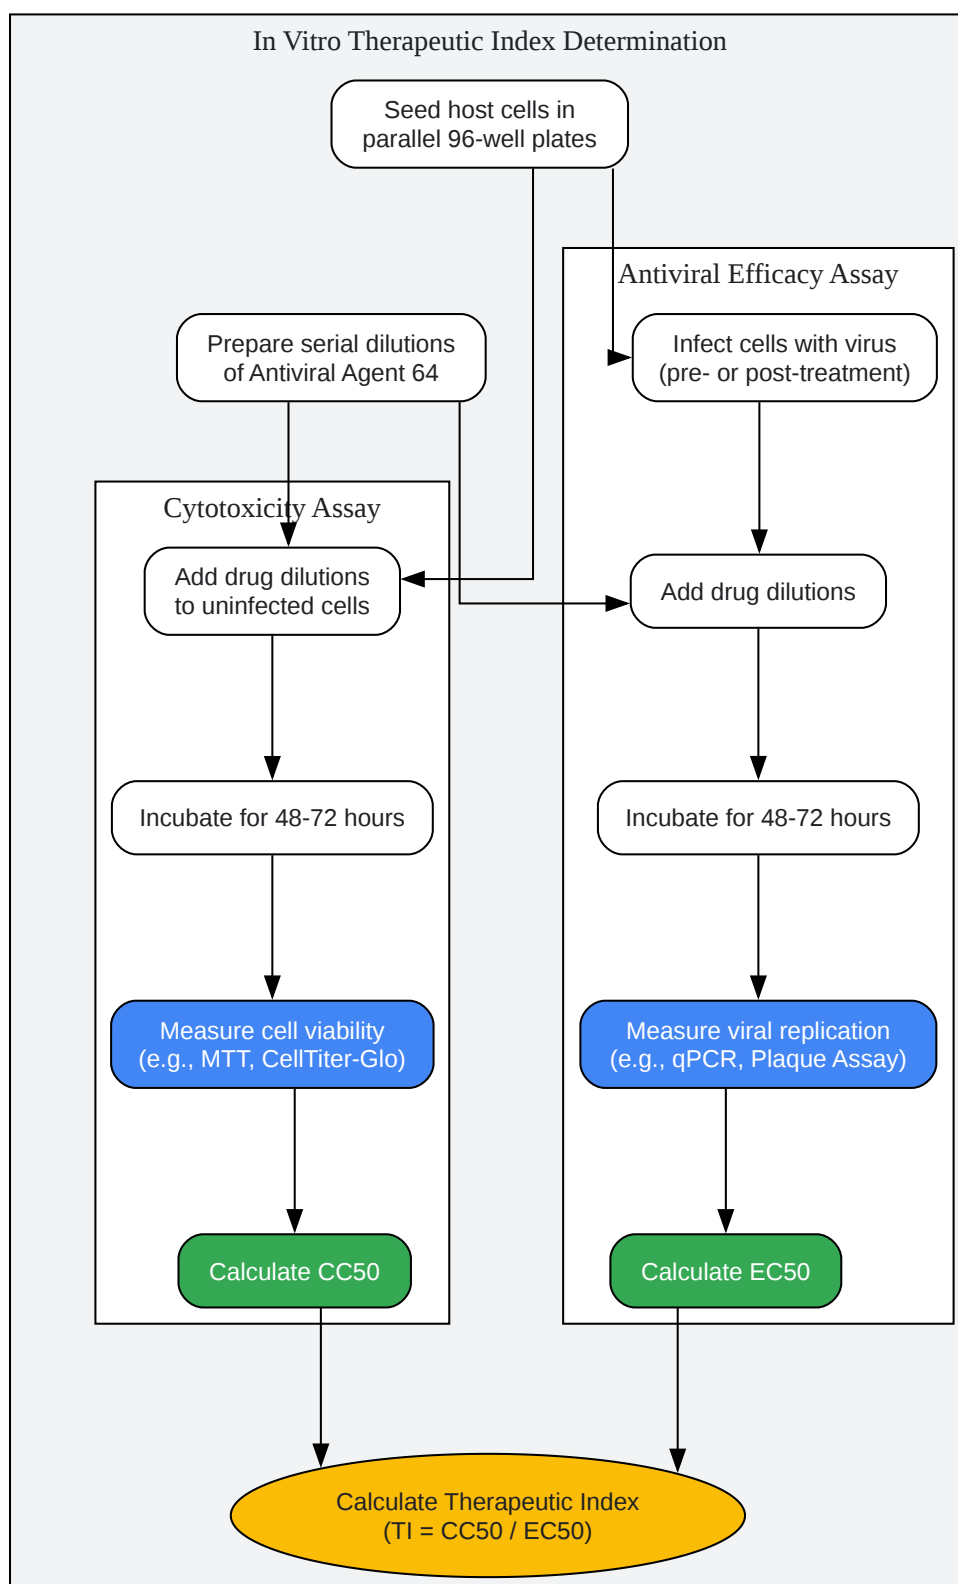 In Vitro Therapeutic Index Determination
Seed host cells in
parallel 96-well plates
Antiviral Efficacy Assay
Prepare serial dilutions
of Antiviral Agent 64
Infect cells with virus
(pre- or post-treatment)
Cytotoxicity Assay
Add drug dilutions
to uninfected cells
Add drug dilutions
Incubate for 48-72 hours
Incubate for 48-72 hours
Measure cell viability
(e.g., MTT, CellTiter-Glo)
Measure viral replication
(e.g., qPCR, Plaque Assay)
Calculate CC50
Calculate EC50
Calculate Therapeutic Index
(TI = CC50 / EC50)